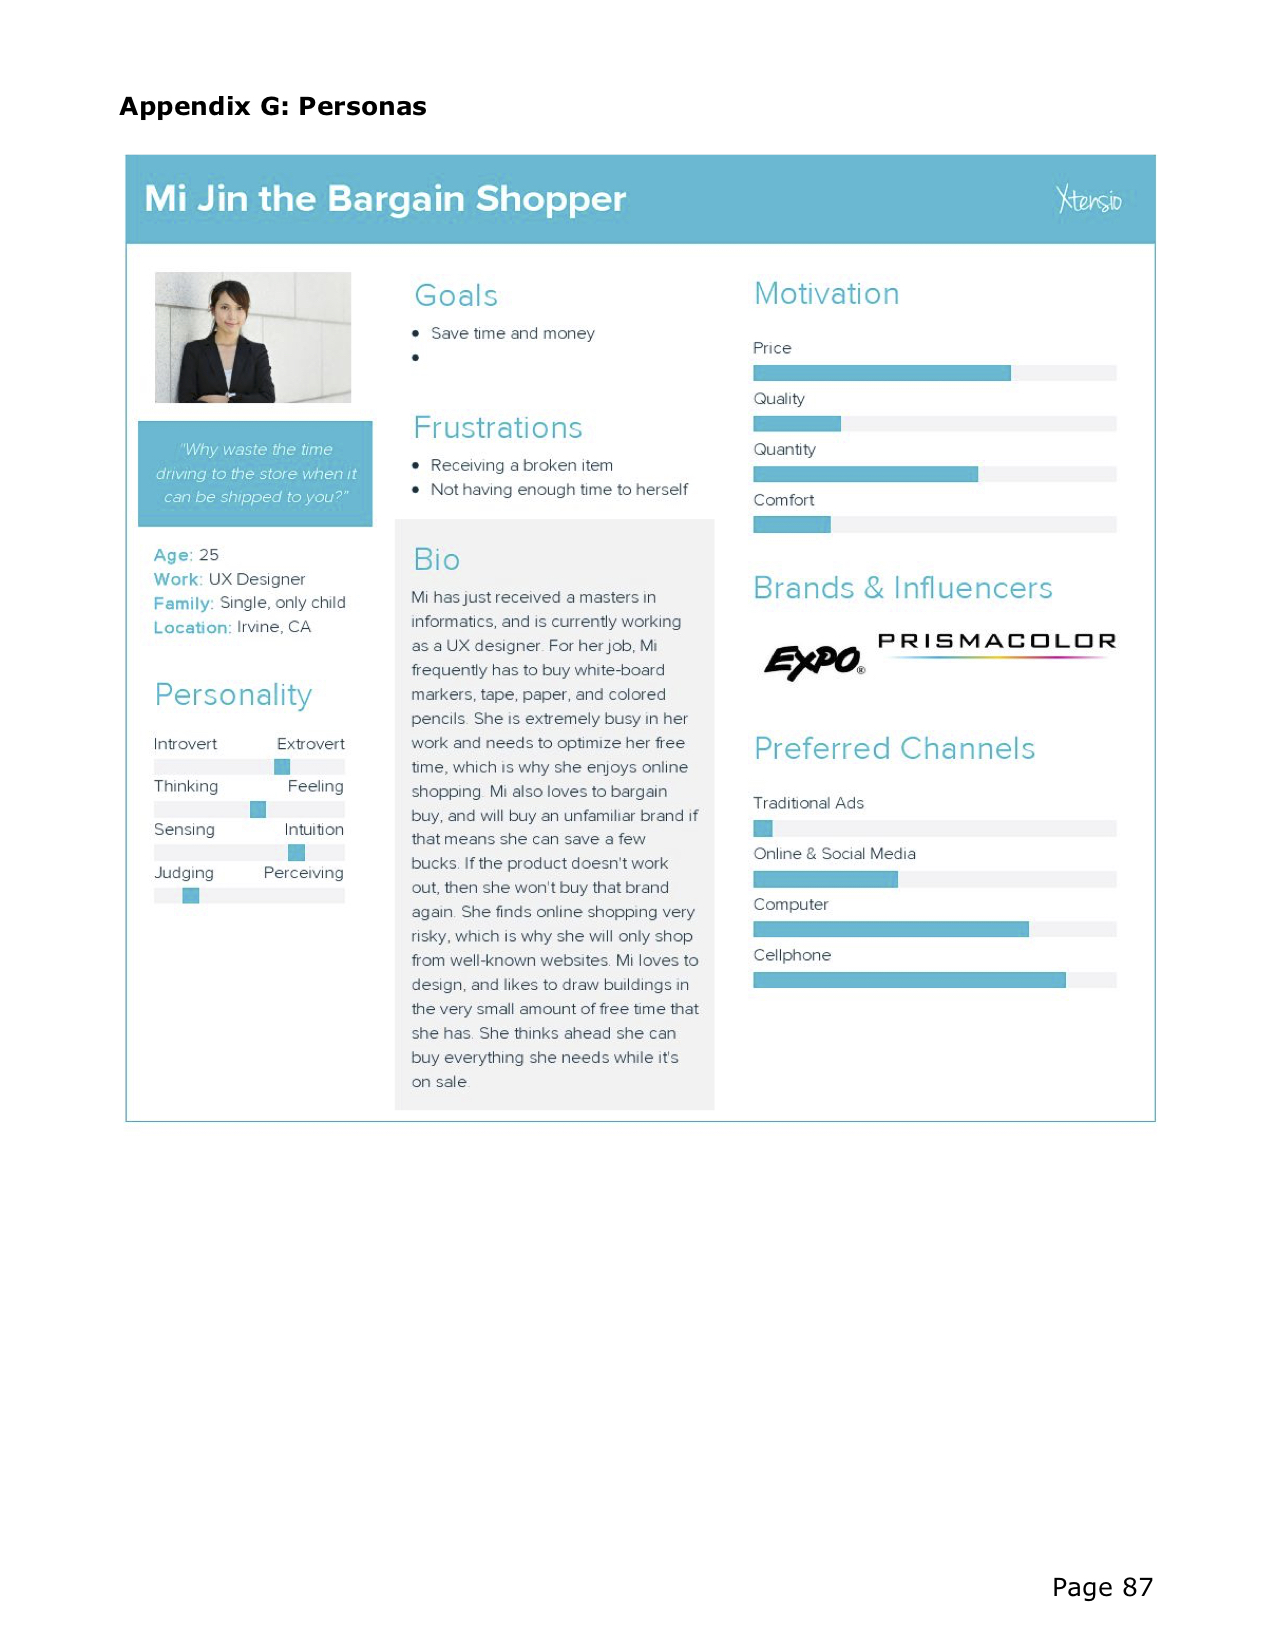 Appendix G: Personas
Mi Jin the Bargain Shopper
Xtensio
"Why waste the time
driving to the store when it
can be shipped to you?"
Age: 25
Work: UX Designer
Family: Single, only child
Location: Irvine, CA
Personality
Introvert Extrovert
Thinking Feeling
Sensing Intuition
Judging Perceiving
Goals
• Save time and money
•
Frustrations
• Receiving a broken item
• Not having enough time to herself
Bio
Mi has just received a masters in
informatics, and is currently working
as a UX designer. For her job, Mi
frequently has to buy white-board
markers, tape, paper, and colored
pencils. She is extremely busy in her
work and needs to optimize her free
time, which is why she enjoys online
shopping. Mi also loves to bargain
buy, and will buy an unfamiliar brand if
that means she can save a few
bucks. If the product doesn't work
out, then she won't buy that brand
again. She finds online shopping very
risky, which is why she will only shop
from well-known websites. Mi loves to
design, and likes to draw buildings in
the very small amount of free time that
she has. She thinks ahead she can
buy everything she needs while it's
on sale.
Motivation
Price
Quality
Quantity
Comfort
Brands & Influencers
EXPO® PRISMACOLOR
Preferred Channels
Traditional Ads
Online & Social Media
Computer
Cellphone
Page 87